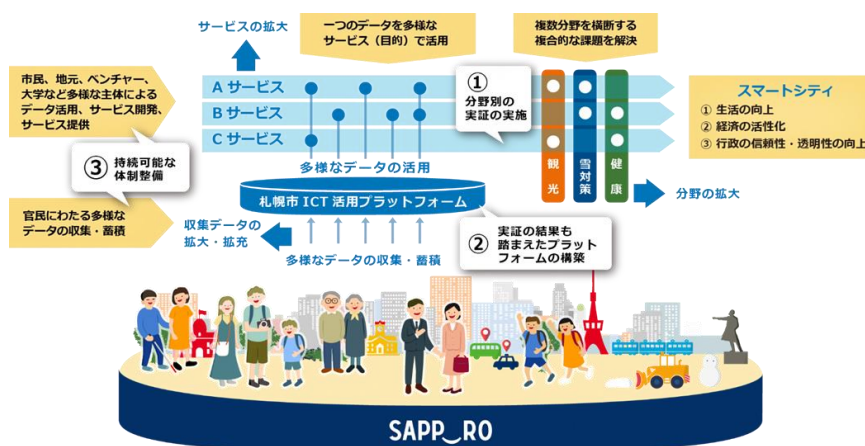 サービスの拡大
一つのデータを多様な
サービス（目的）で活用
複数分野を横断する
複合的な課題を解決
市民、地元、ベンチャー、
大学など多様な主体による
データ活用、サービス開発、
サービス提供
A サービス
B サービス
C サービス
①
分野別の
実証の実施
観光
雪対策
健康
スマートシティ
① 生活の向上
② 経済の活性化
③ 行政の信頼性・透明性の向上
③ 持続可能な
体制整備
多様なデータの活用
分野の拡大
札幌市 ICT 活用プラットフォーム
官民にわたる多様な
データの収集・蓄積
収集データの
拡大・拡充
② 実証の結果も
踏まえたプラット
フォームの構築
多様なデータの収集・蓄積
SAPP_RO